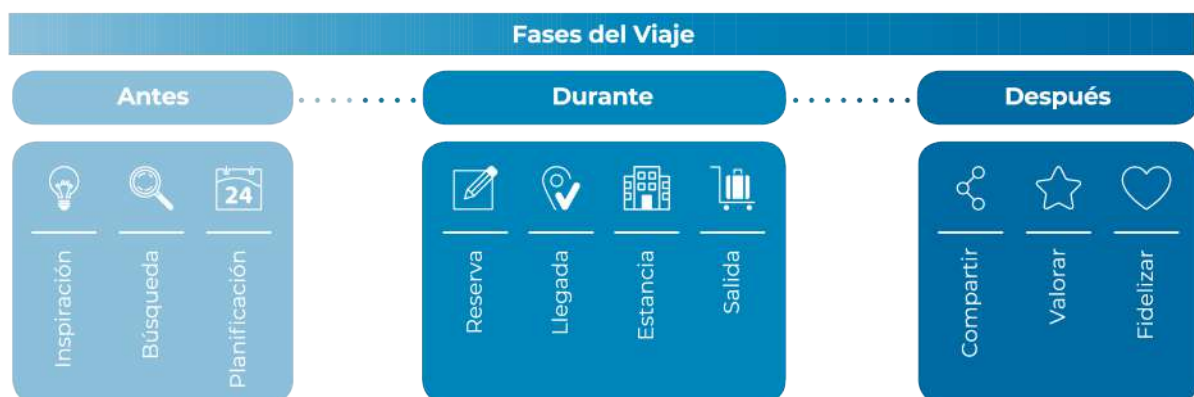 Fases del Viaje
Antes
Durante
Después
24
Inspiración
Búsqueda
Planificación
Reserva
Llegada
Estancia
Salida
Compartir
Valorar
Fidelizar